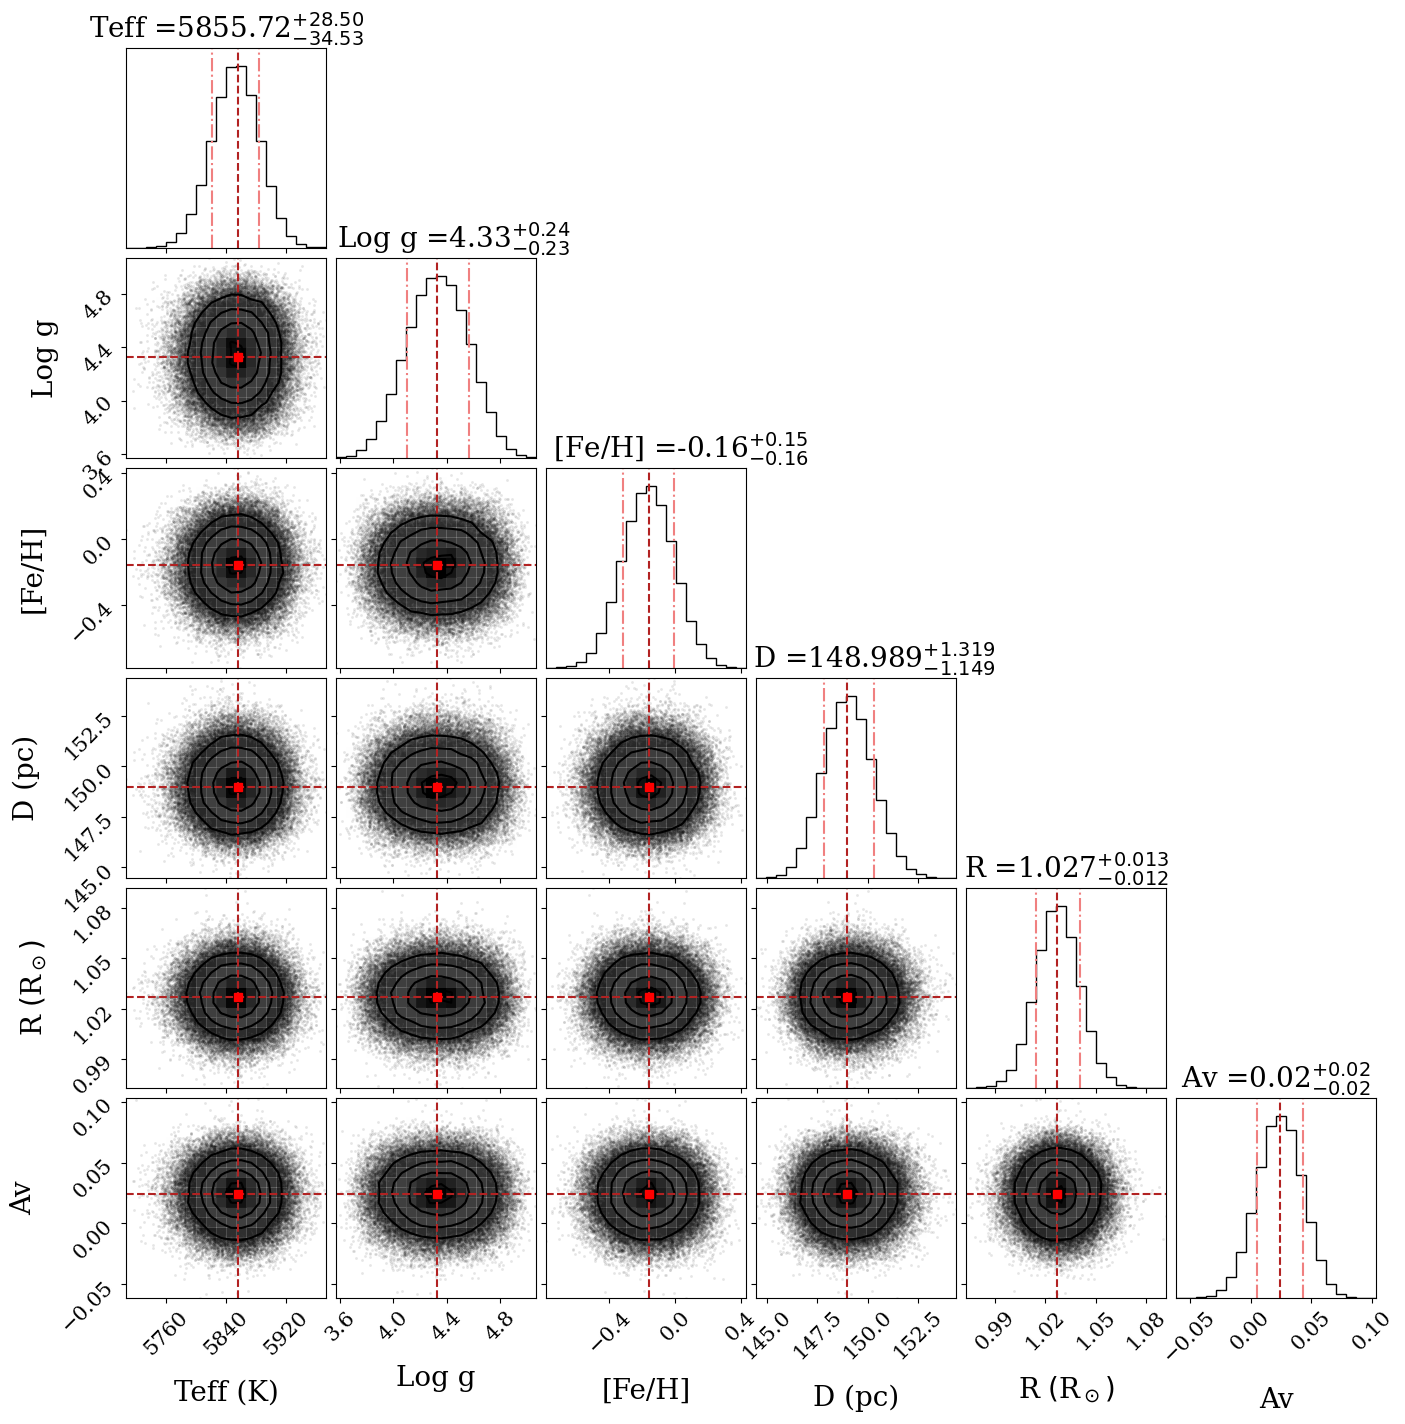 Teff =5855.72+28.50−34.53
Log g =4.33+0.24−0.23
4.8
4.4
4.0
3.6
Log g
[Fe/H] =-0.16+0.15−0.16
0.4
0.0
−0.4
[Fe/H]
D =148.989+1.319−1.149
152.5
150.0
147.5
145.0
D (pc)
R =1.027+0.013−0.012
1.08
1.05
1.02
0.99
R (R⊙)
Av =0.02+0.02−0.02
0.10
0.05
0.00
−0.05
Av
5760 5840 5920 3.6 4.0 4.4 4.8 −0.4 0.0 0.4 145.0 147.5 150.0 152.5 0.99 1.02 1.05 1.08 −0.05 0.00 0.05 0.10
Teff (K) Log g [Fe/H] D (pc) R (R⊙) Av